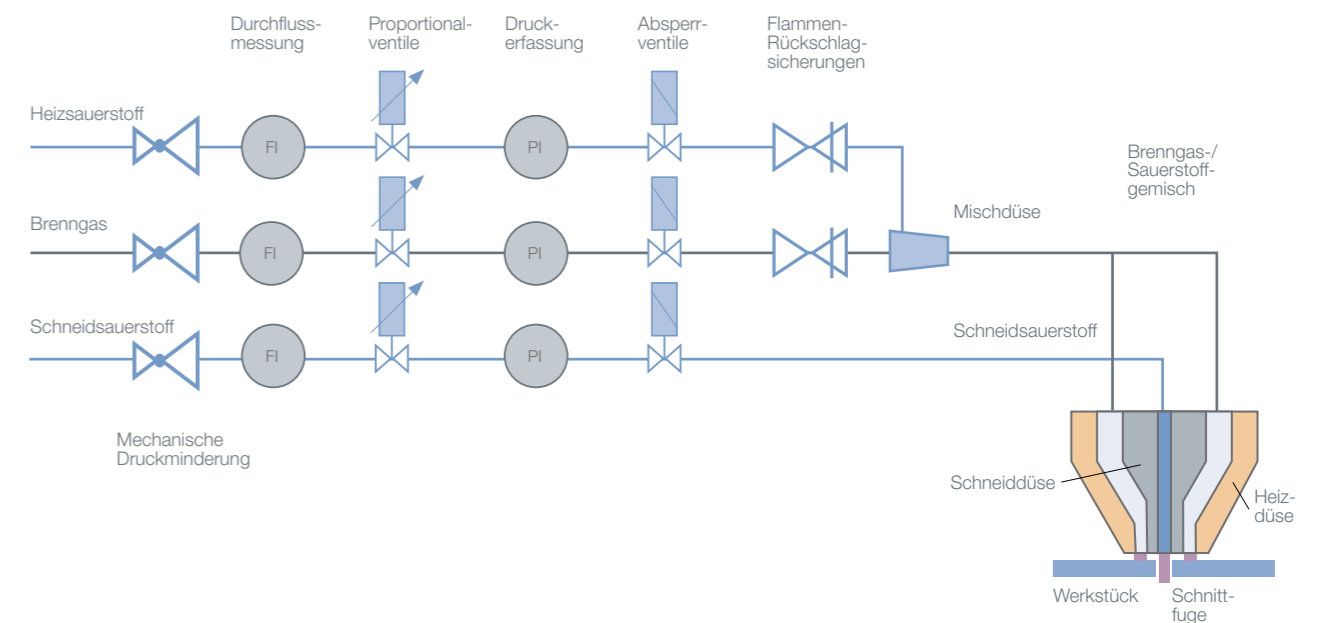 Durchfluss-
messung
Proportional-
ventile
Druck-
erfassung
Absperr-
ventile
Flammen-
Rückschlag-
sicherungen
Heizsauerstoff
FI
PI
Brenngas-/
Sauerstoff-
gemisch
Mischdüse
Brenngas
FI
PI
Schneidsauerstoff
FI
PI
Schneidsauerstoff
Mechanische
Druckminderung
Schneiddüse
Heiz-
düse
Werkstück
Schnitt-
fuge